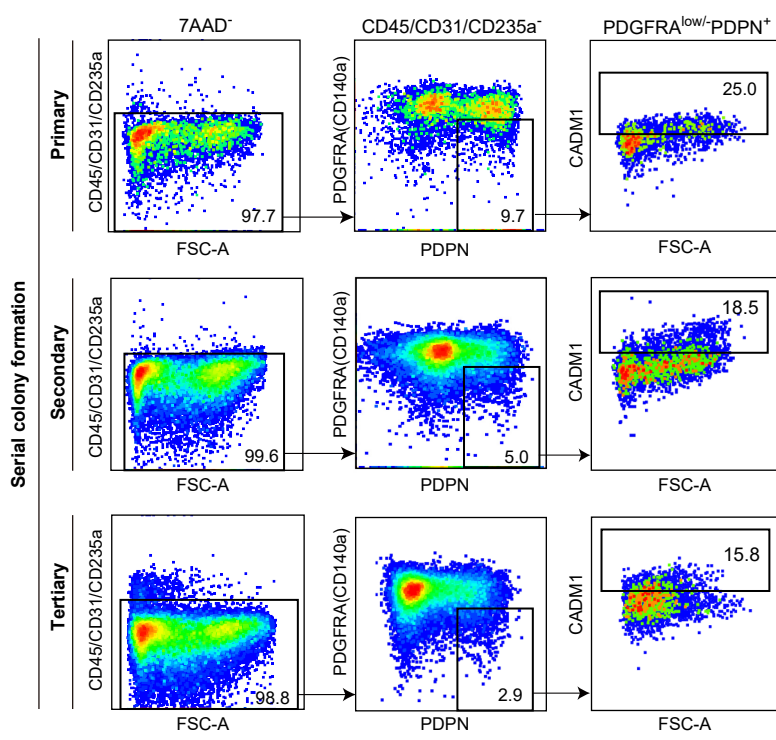 7AAD⁻
CD45/CD31/CD235a⁻
PDGFRAˡᵒʷ/⁻PDPN⁺
Serial colony formation
Primary
CD45/CD31/CD235a
97.7
FSC-A
PDGFRA(CD140a)
9.7
PDPN
CADM1
25.0
FSC-A
Secondary
CD45/CD31/CD235a
99.6
FSC-A
PDGFRA(CD140a)
5.0
PDPN
CADM1
18.5
FSC-A
Tertiary
CD45/CD31/CD235a
98.8
FSC-A
PDGFRA(CD140a)
2.9
PDPN
CADM1
15.8
FSC-A